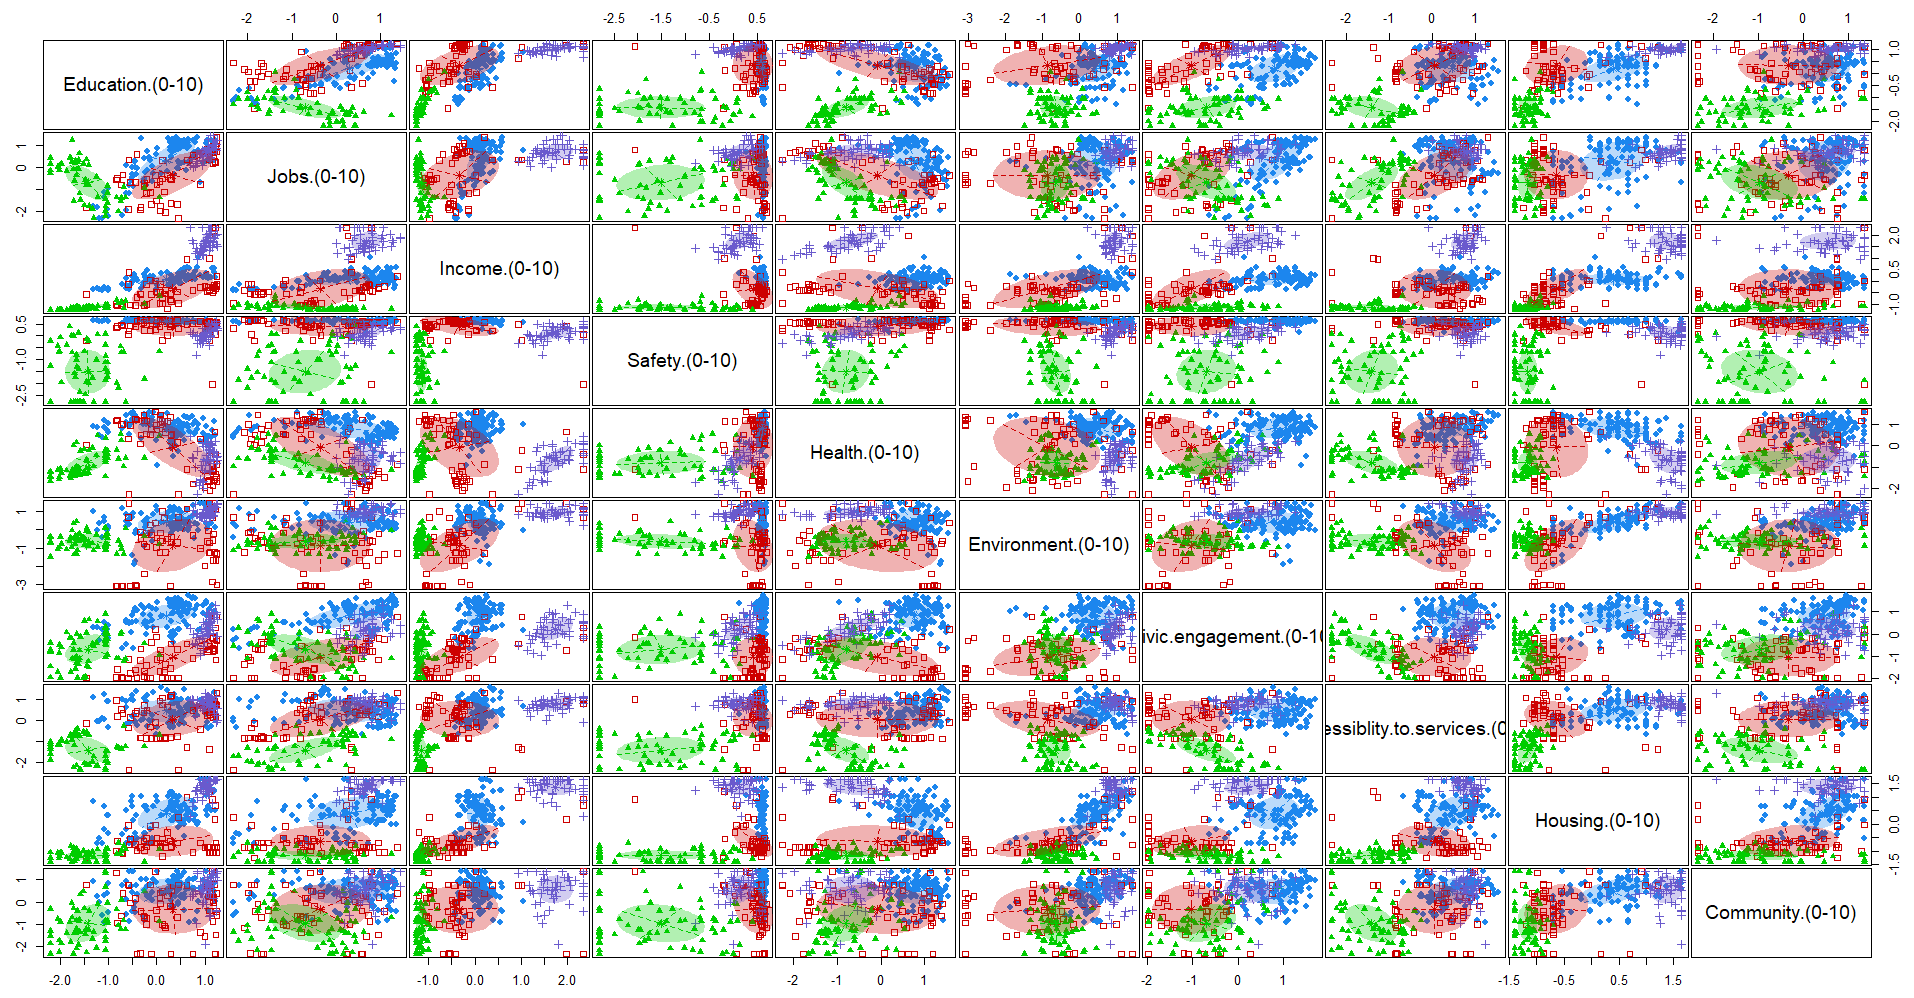 -2 -1 0 1 -2.5 -1.5 -0.5 0.5 -3 -2 -1 0 1 -2 -1 0 1 -2 -1 0 1
Education.(0-10) 1.0 -0.5 -2.0
1 0 -2 Jobs.(0-10)
Income.(0-10) 2.0 0.5 -1.0
0.5 -1.0 -2.5 Safety.(0-10)
Health.(0-10) 0 -2
1 0 -1 -3 Environment.(0-10)
ivic.engagement.(0-10 1 0 -1 -2
1 0 -2 essiblity.to.services.(0
Housing.(0-10) 1.5 0.0 -1.5
1 0 -1 -2 Community.(0-10)
-2.0 -1.0 0.0 1.0 -1.0 0.0 1.0 2.0 -2 -1 0 1 -2 -1 0 1 -1.5 -0.5 0.5 1.5